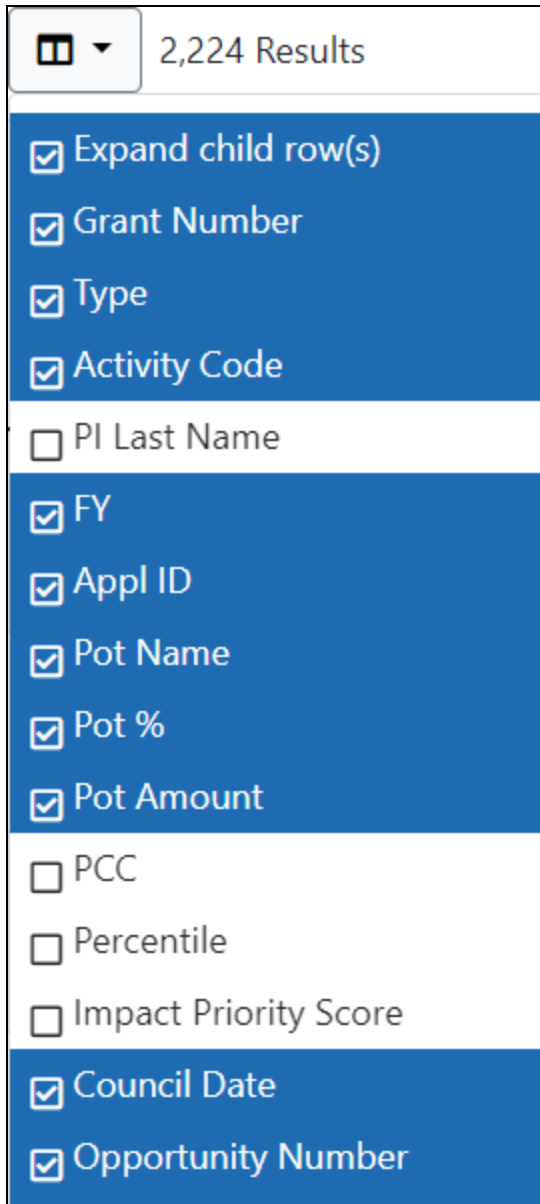 2,224 Results
Expand child row(s)
Grant Number
Type
Activity Code
PI Last Name
FY
Appl ID
Pot Name
Pot %
Pot Amount
PCC
Percentile
Impact Priority Score
Council Date
Opportunity Number